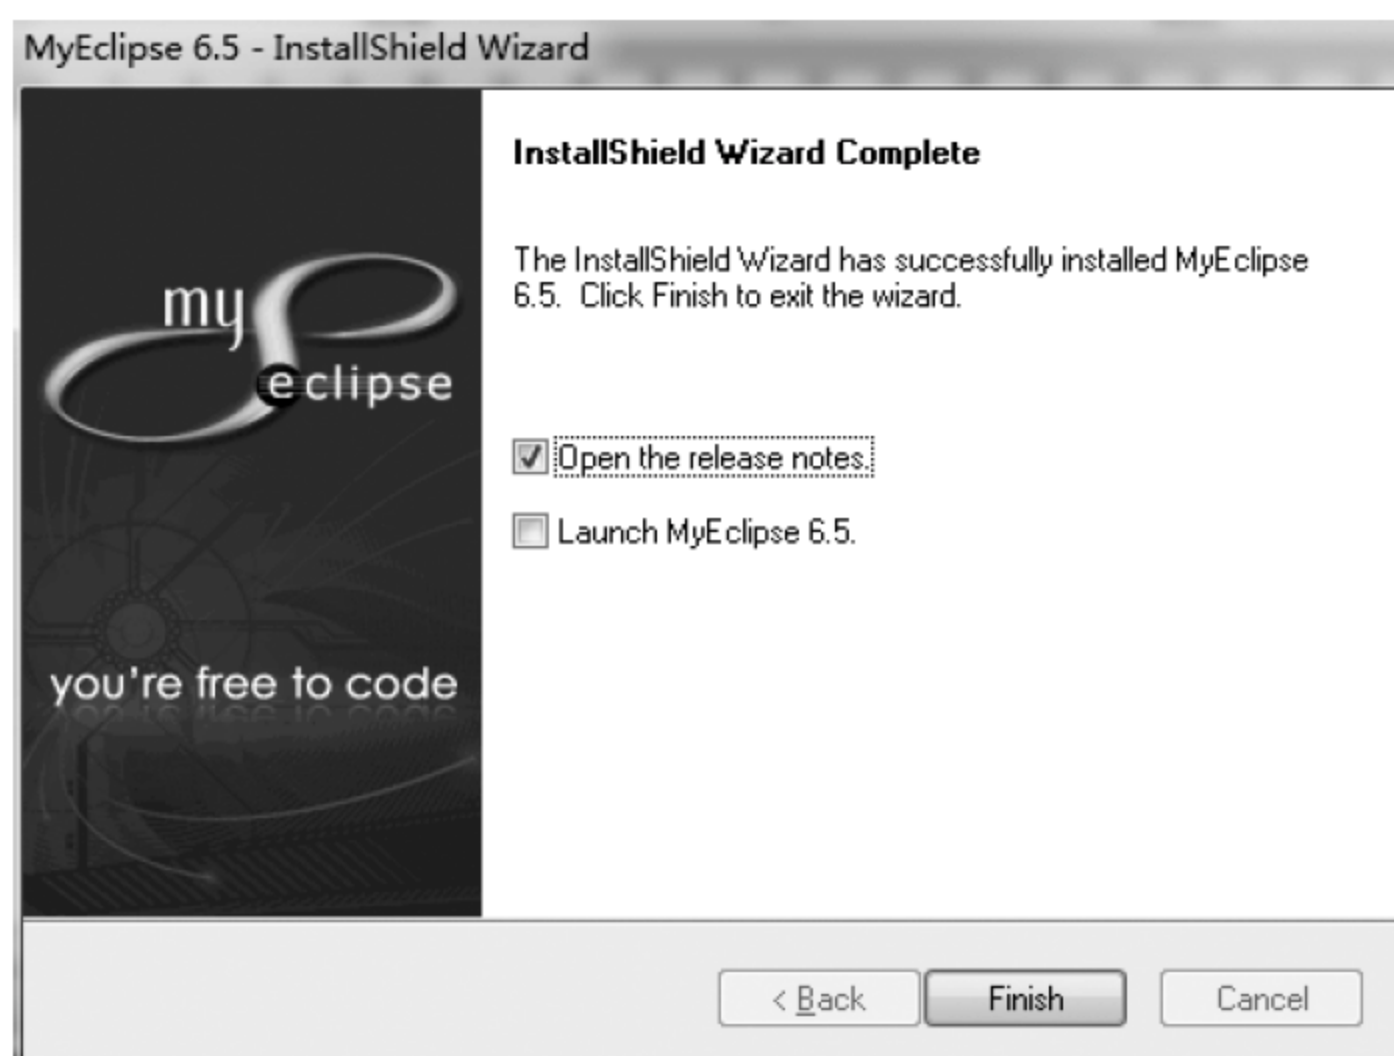 MyEclipse 6.5 - InstallShield Wizard
InstallShield Wizard Complete
The InstallShield Wizard has successfully installed MyEclipse
6.5. Click Finish to exit the wizard.
my
eclipse
Open the release notes.
Launch MyEclipse 6.5.
you're free to code
< Back
Finish
Cancel